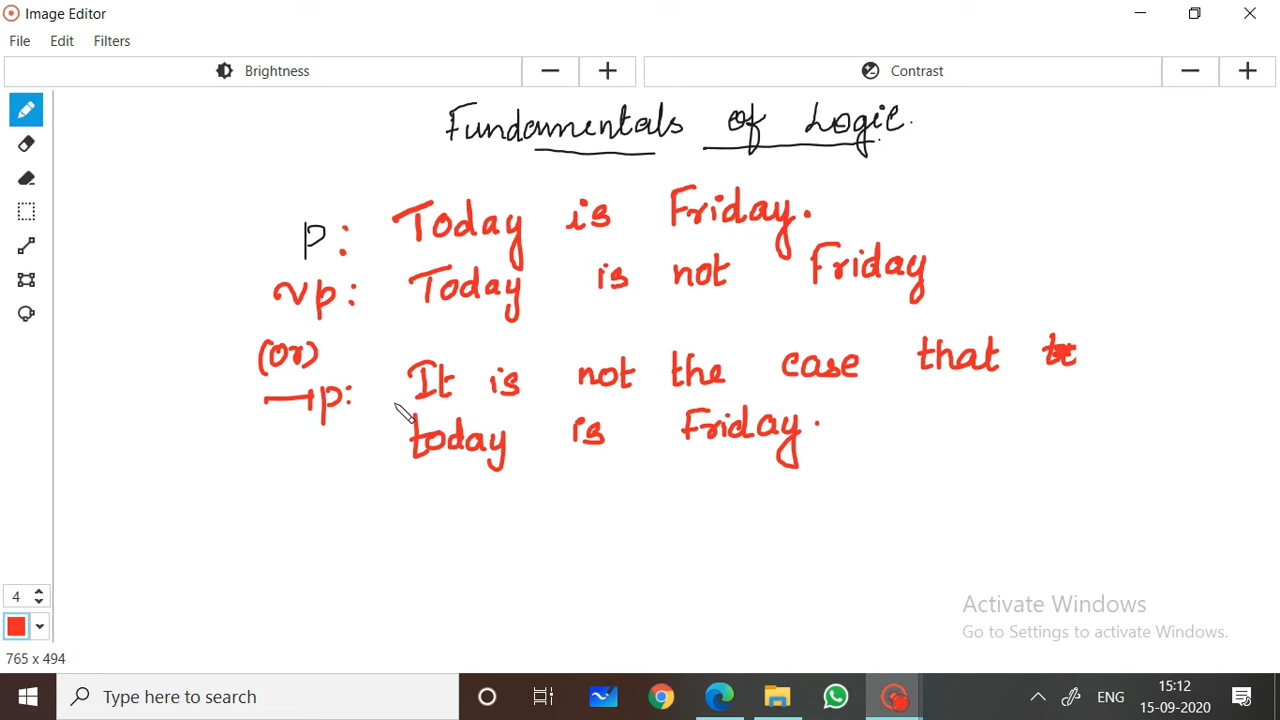 Image Editor
File Edit Filters
Brightness Contrast
Fundamentals of Logic.
p: Today is Friday.
~p: Today is not Friday
(Or)
¬p: It is not the case that
today is Friday.
4
Activate Windows
Go to Settings to activate Windows.
765 x 494
Type here to search
ENG
15:12
15-09-2020